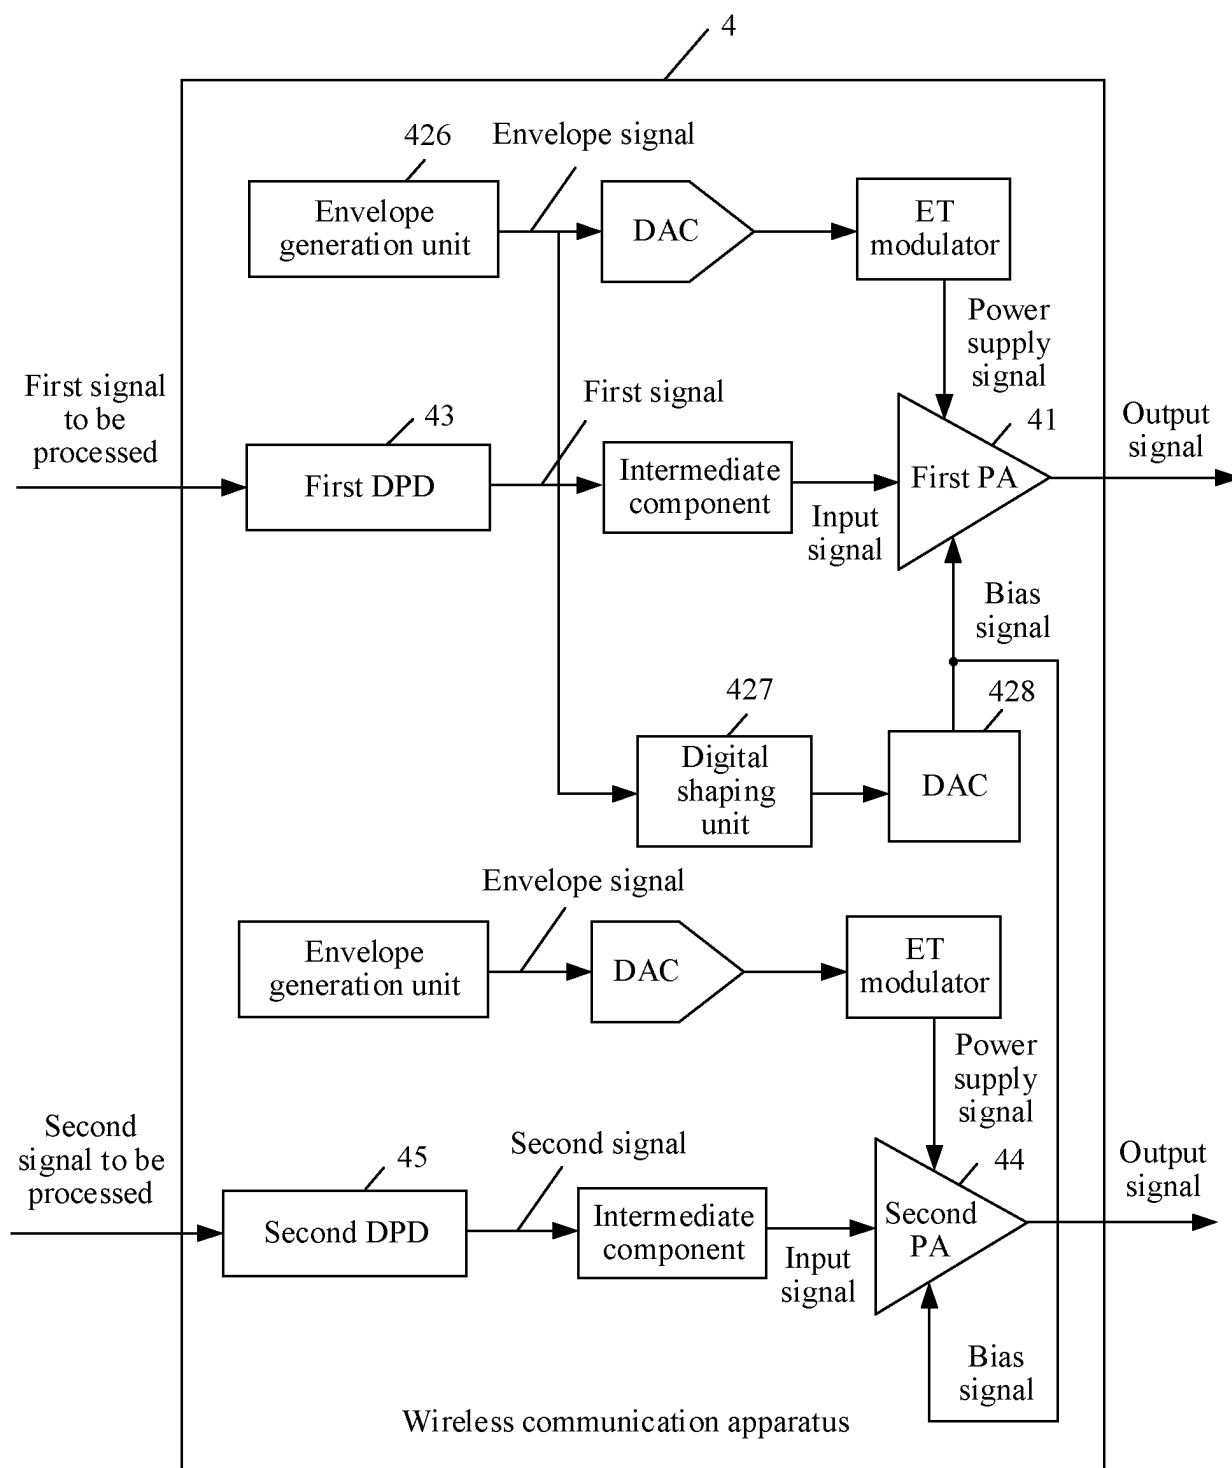 4
426
Envelope signal
Envelope
generation unit
DAC
ET
modulator
Power
supply
signal
First signal
to be
processed
43
First signal
41
Output
signal
First DPD
Intermediate
component
First PA
Input
signal
Bias
signal
427
428
Digital
shaping
unit
DAC
Envelope signal
Envelope
generation unit
DAC
ET
modulator
Power
supply
signal
Second
signal to be
processed
45
Second signal
44
Output
signal
Second DPD
Intermediate
component
Second
PA
Input
signal
Bias
signal
Wireless communication apparatus